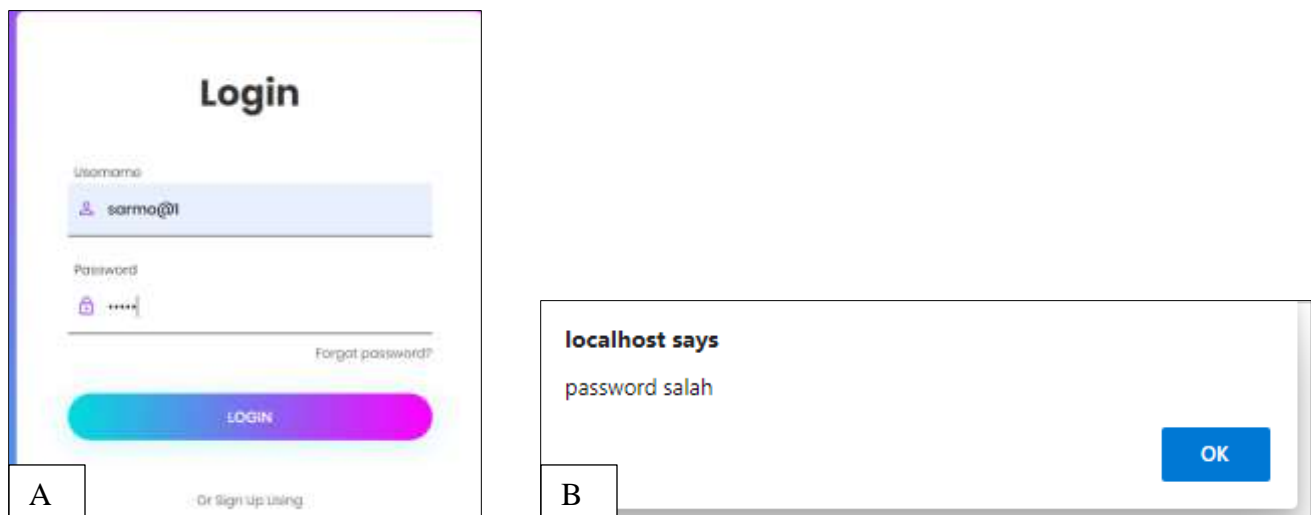 Login
Username
sarmo@1
Password
•••••
Forgot password?
LOGIN
Or Sign Up Using
A
localhost says
password salah
OK
B